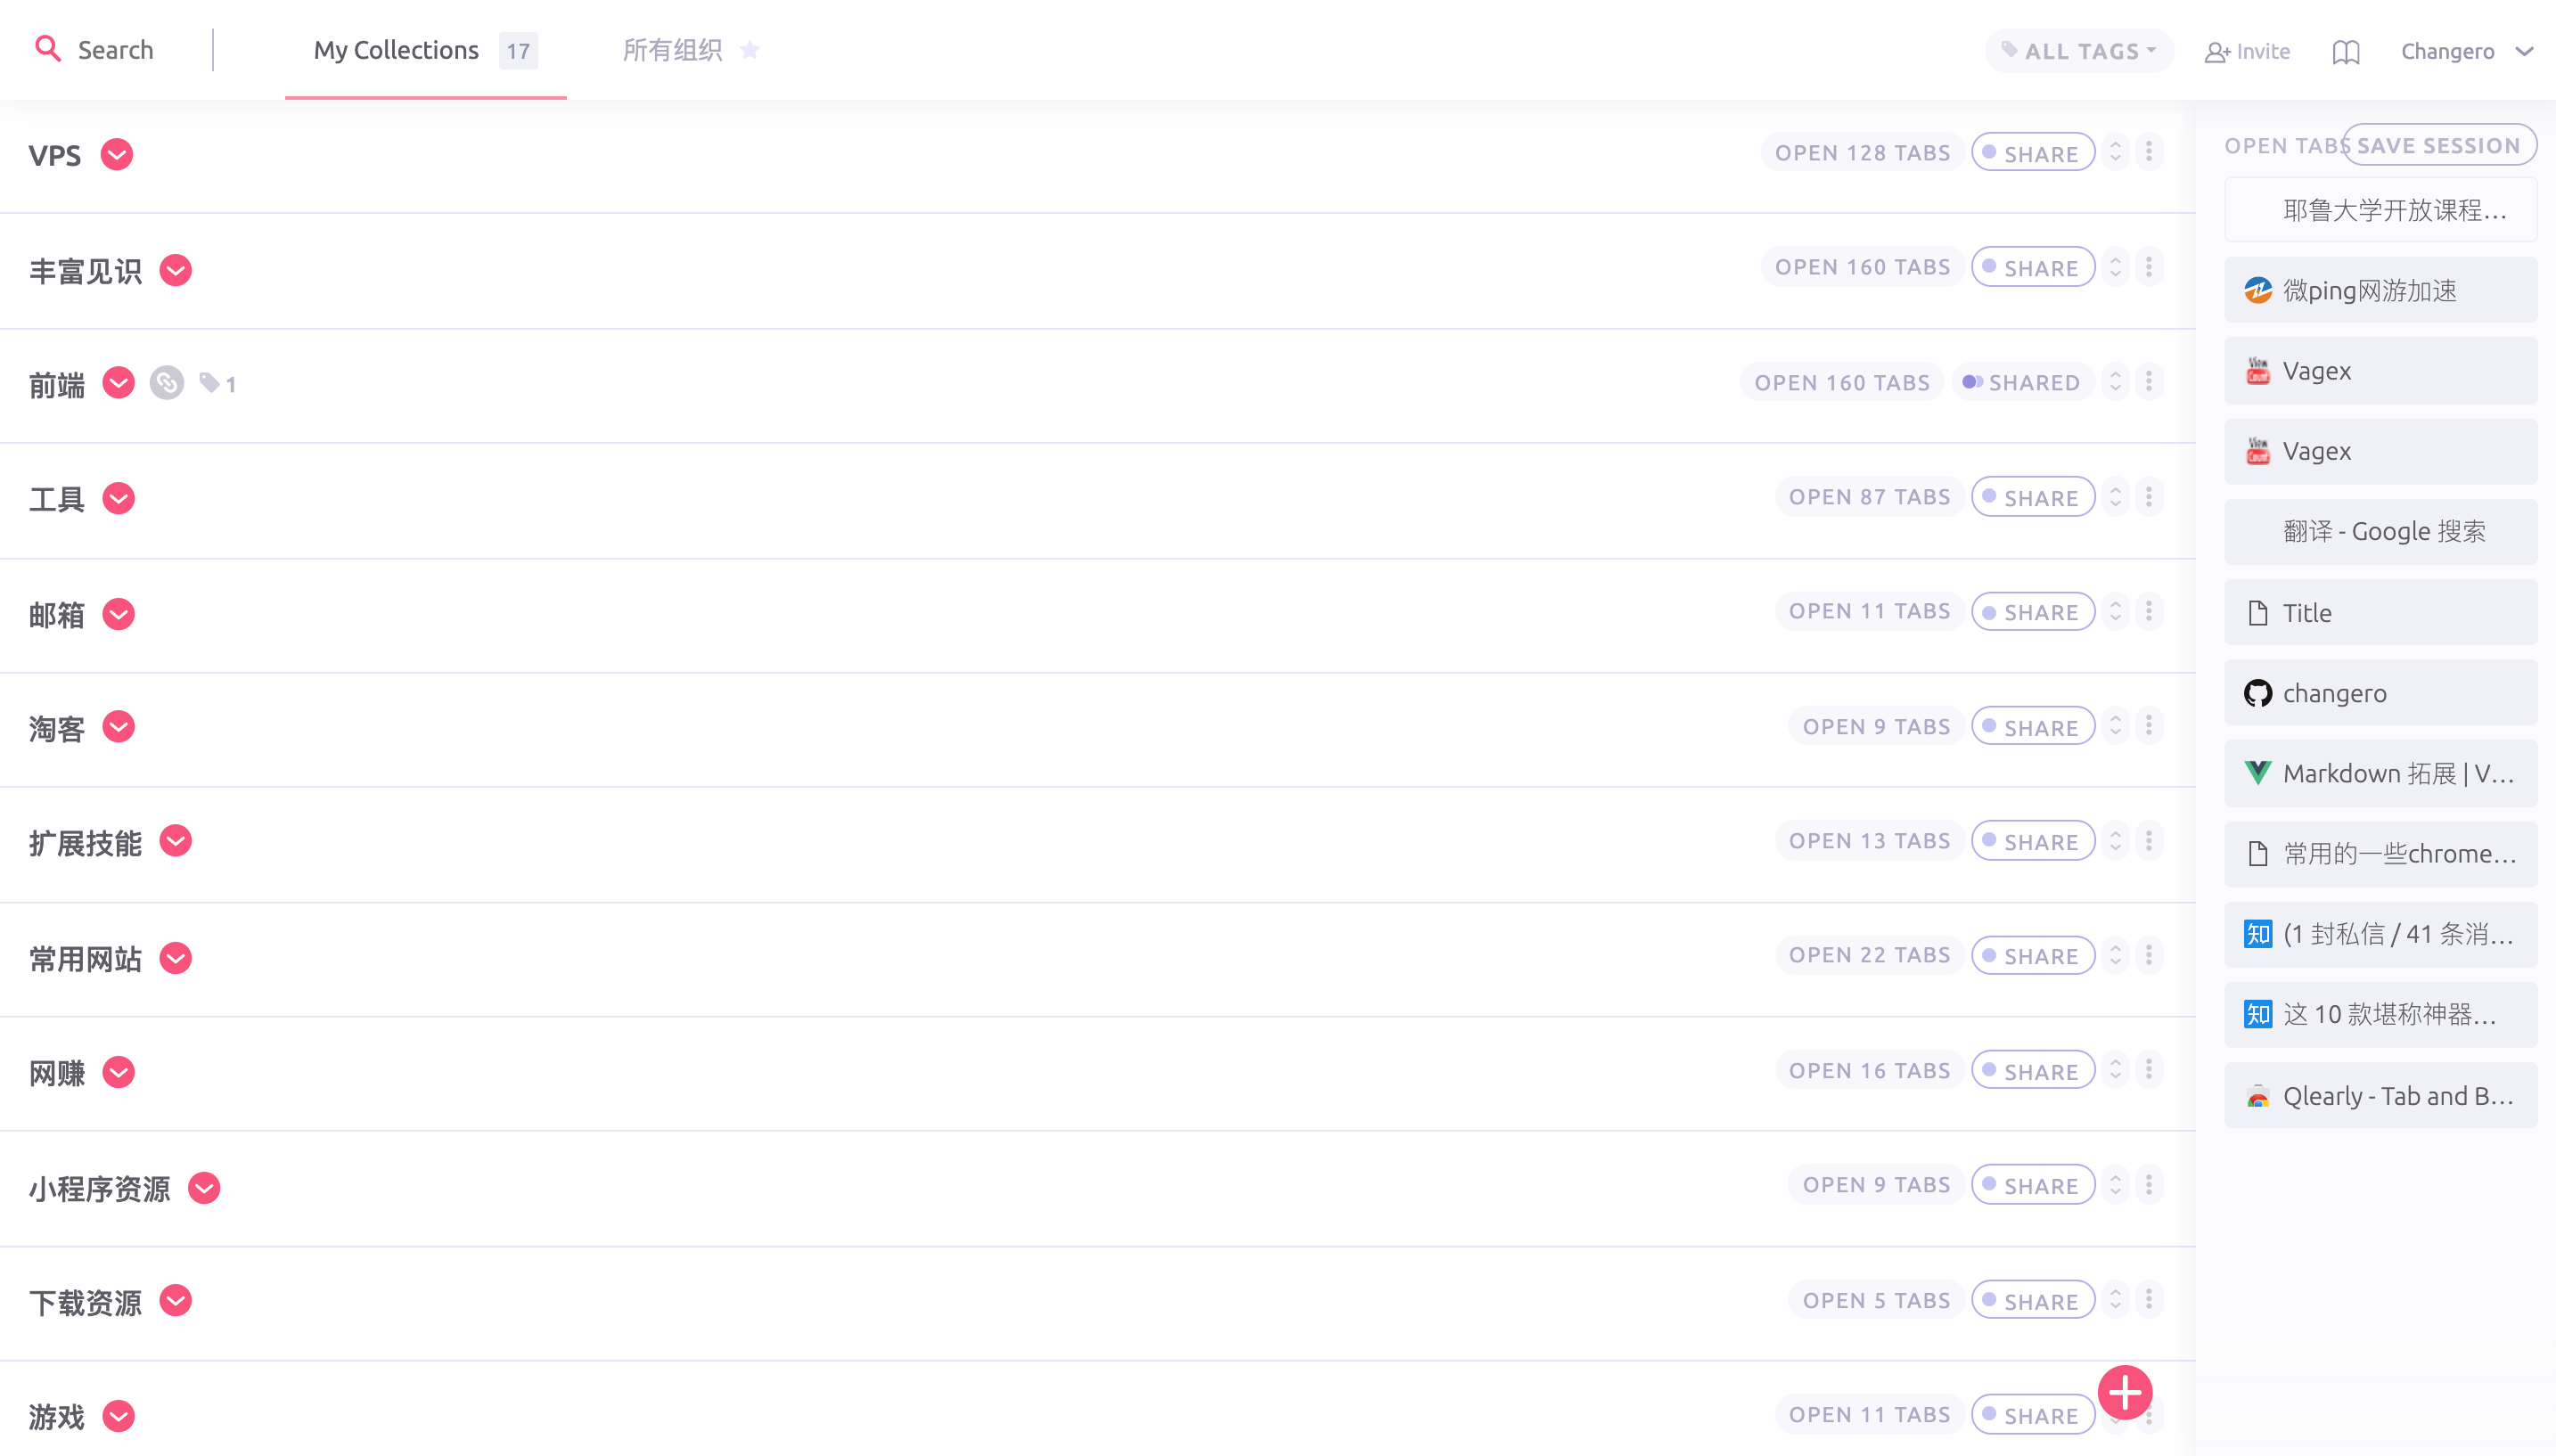 Search
My Collections 17
所有组织
ALL TAGS
Invite
Changero
VPS
OPEN 128 TABS
SHARE
丰富见识
OPEN 160 TABS
SHARE
前端
1
OPEN 160 TABS
SHARED
工具
OPEN 87 TABS
SHARE
邮箱
OPEN 11 TABS
SHARE
淘客
OPEN 9 TABS
SHARE
扩展技能
OPEN 13 TABS
SHARE
常用网站
OPEN 22 TABS
SHARE
网赚
OPEN 16 TABS
SHARE
小程序资源
OPEN 9 TABS
SHARE
下载资源
OPEN 5 TABS
SHARE
游戏
OPEN 11 TABS
SHARE
OPEN TABS
SAVE SESSION
耶鲁大学开放课程...
微ping网游加速
View Count
Vagex
View Count
Vagex
翻译 - Google 搜索
Title
changero
Markdown 拓展 | V...
常用的一些chrome...
知 (1 封私信 / 41 条消...
知 这 10 款堪称神器...
Qlearly - Tab and B...